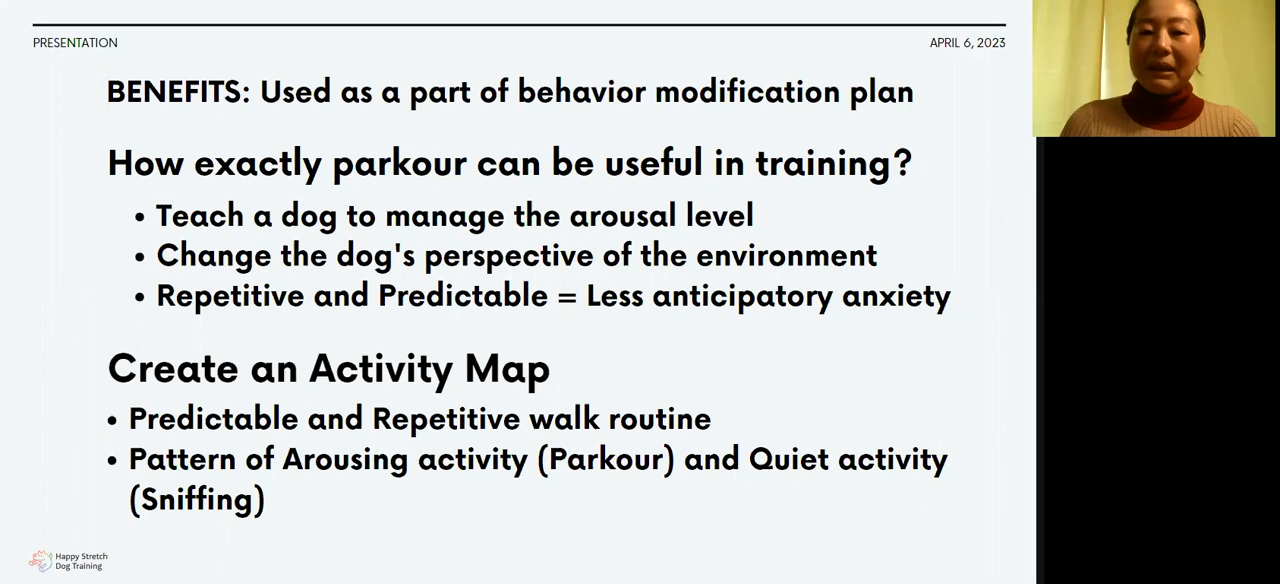 PRESENTATION
APRIL 6, 2023
BENEFITS: Used as a part of behavior modification plan
How exactly parkour can be useful in training?
• Teach a dog to manage the arousal level
• Change the dog's perspective of the environment
• Repetitive and Predictable = Less anticipatory anxiety
Create an Activity Map
• Predictable and Repetitive walk routine
• Pattern of Arousing activity (Parkour) and Quiet activity
(Sniffing)
Happy Stretch
Dog Training